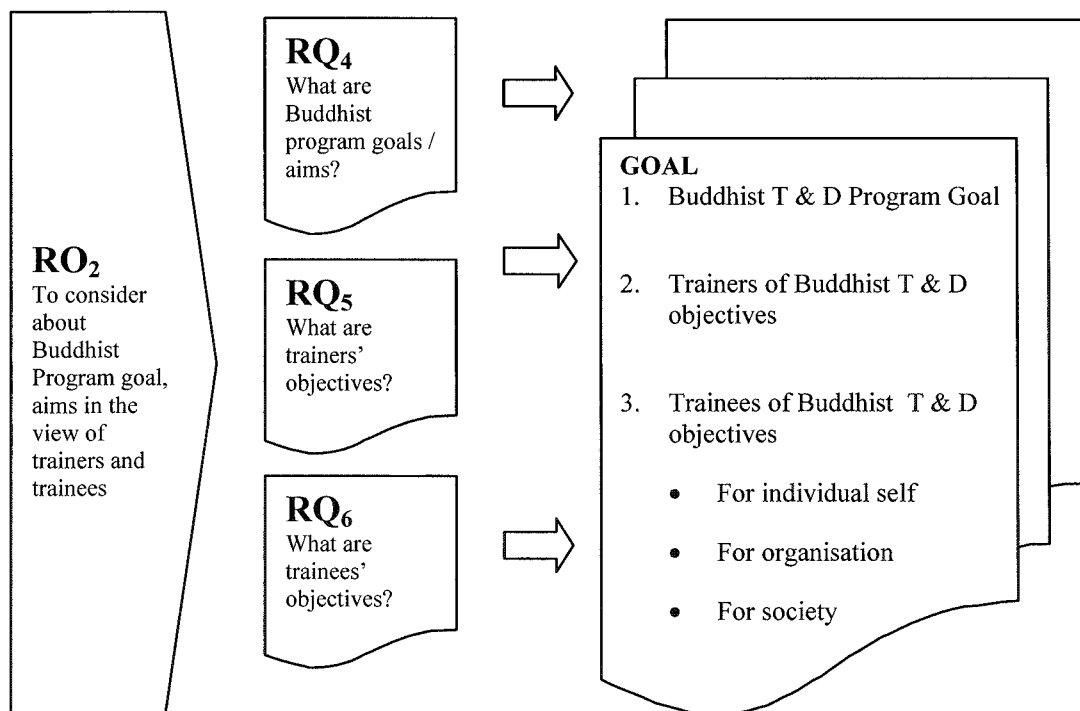 RO₂
To consider
about
Buddhist
Program goal,
aims in the
view of
trainers and
trainees
RQ₄
What are
Buddhist
program goals /
aims?
RQ₅
What are
trainers’
objectives?
RQ₆
What are
trainees’
objectives?
GOAL
1. Buddhist T & D Program Goal
2. Trainers of Buddhist T & D
objectives
3. Trainees of Buddhist T & D
objectives
• For individual self
• For organisation
• For society